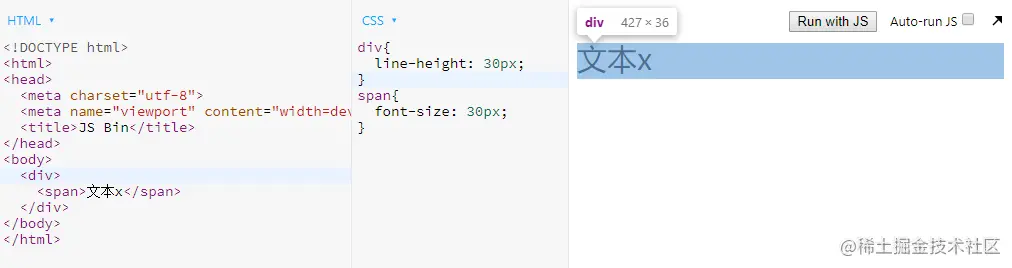 HTML ▾
<!DOCTYPE html>
<html>
<head>
  <meta charset="utf-8">
  <meta name="viewport" content="width=dev
  <title>JS Bin</title>
</head>
<body>
  <div>
    <span>文本x</span>
  </div>
</body>
</html>
CSS ▾
div{
  line-height: 30px;
}
span{
  font-size: 30px;
}
div 427 × 36
Run with JS Auto-run JS
文本x
@稀土掘金技术社区